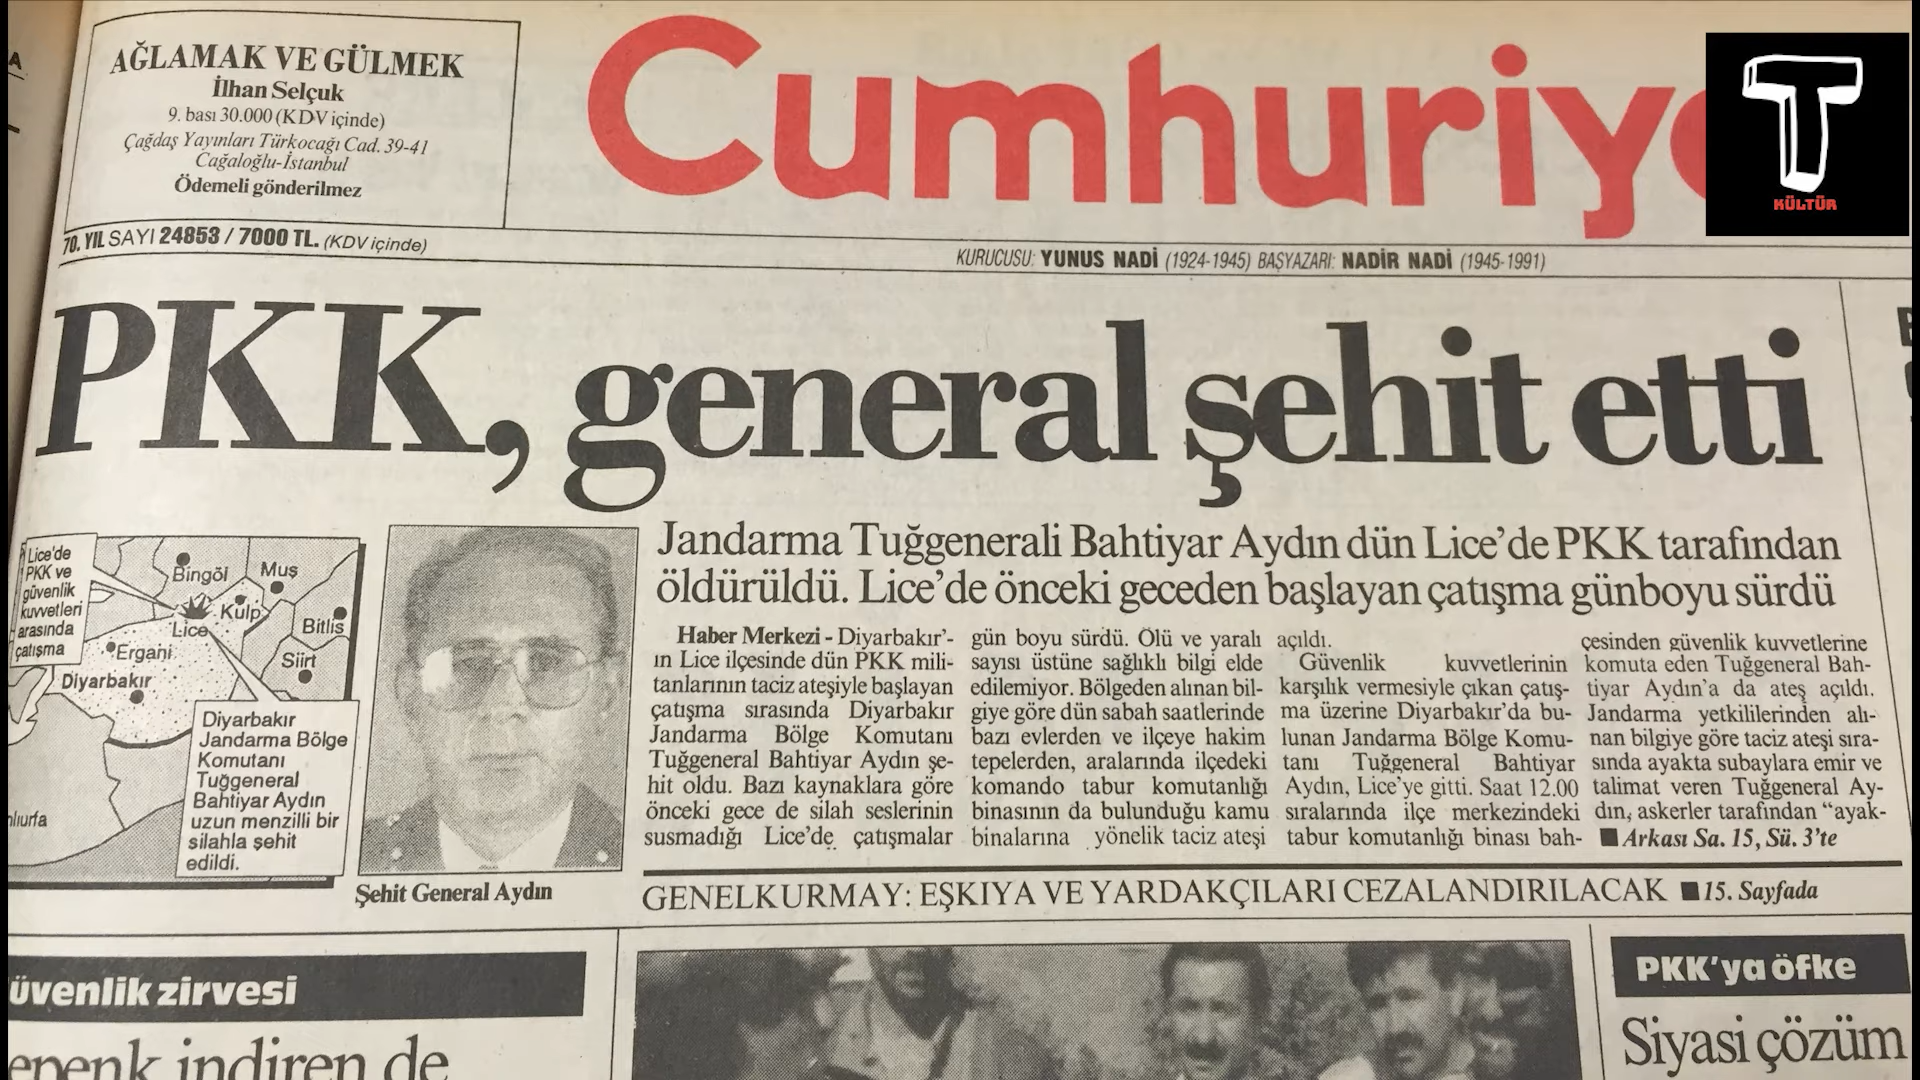 AĞLAMAK VE GÜLMEK
İlhan Selçuk
9. bası 30.000 (KDV içinde)
Çağdaş Yayınları Türkocağı Cad. 39-41
Cağaloğlu-İstanbul
Ödemeli gönderilmez
Cumhuriye
T
KÜLTÜR
70. YIL SAYI 24853 / 7000 TL. (KDV içinde)
KURUCUSU: YUNUS NADİ (1924-1945) BAŞYAZARI: NADİR NADİ (1945-1991)
PKK, general şehit etti
Lice'de
PKK ve
güvenlik
kuvvetleri
arasında
çatışma
Bingöl
Muş
Kulp
Lice
Bitlis
Ergani
Siirt
Diyarbakır
Diyarbakır
Jandarma Bölge
Komutanı
Tuğgeneral
Bahtiyar Aydın
uzun menzilli bir
silahla şehit
edildi.
Şehit General Aydın
Jandarma Tuğgenerali Bahtiyar Aydın dün Lice'de PKK tarafından
öldürüldü. Lice'de önceki geceden başlayan çatışma günboyu sürdü
Haber Merkezi - Diyarbakır'-
ın Lice ilçesinde dün PKK mili-
tanlarının taciz ateşiyle başlayan
çatışma sırasında Diyarbakır
Jandarma Bölge Komutanı
Tuğgeneral Bahtiyar Aydın şe-
hit oldu. Bazı kaynaklara göre
önceki gece de silah seslerinin
susmadığı Lice'de çatışmalar
gün boyu sürdü. Ölü ve yaralı
sayısı üstüne sağlıklı bilgi elde
edilemiyor. Bölgeden alınan bil-
giye göre dün sabah saatlerinde
bazı evlerden ve ilçeye hakim
tepelerden, aralarında ilçedeki
komando tabur komutanlığı
binasının da bulunduğu kamu
binalarına yönelik taciz ateşi
açıldı.
Güvenlik kuvvetlerinin
karşılık vermesiyle çıkan çatış-
ma üzerine Diyarbakır'da bu-
lunan Jandarma Bölge Komu-
tanı Tuğgeneral Bahtiyar
Aydın, Lice'ye gitti. Saat 12.00
sıralarında ilçe merkezindeki
tabur komutanlığı binası bah-
çesinden güvenlik kuvvetlerine
komuta eden Tuğgeneral Bah-
tiyar Aydın'a da ateş açıldı.
Jandarma yetkililerinden alı-
nan bilgiye göre taciz ateşi sıra-
sında ayakta subaylara emir ve
talimat veren Tuğgeneral Ay-
dın, askerler tarafından "ayak-
■ Arkası Sa. 15, Sü. 3'te
GENELKURMAY: EŞKIYA VE YARDAKÇILARI CEZALANDIRILACAK ■ 15. Sayfada
üvenlik zirvesi
epenk indiren de
PKK'ya öfke
Siyasi çözüm